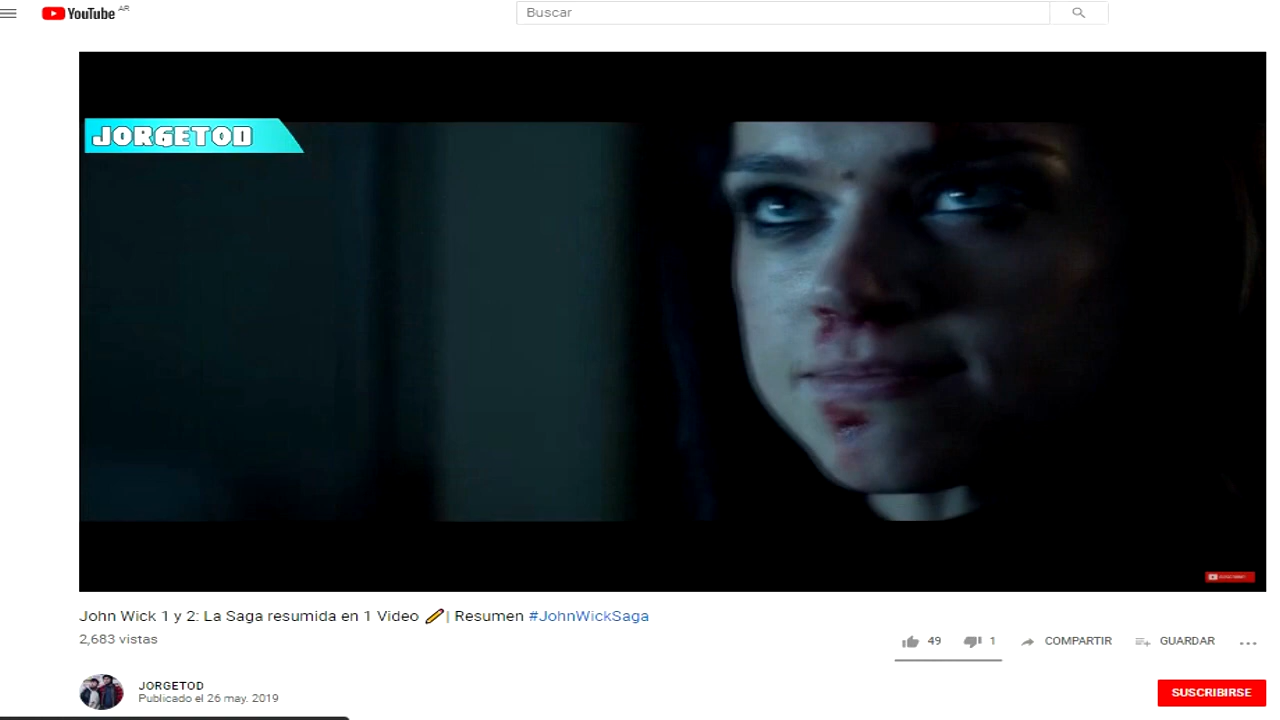 YouTube AR
Buscar
JORGETOD
John Wick 1 y 2: La Saga resumida en 1 Video | Resumen #JohnWickSaga
2,683 vistas
49
1
COMPARTIR
GUARDAR
...
JORGETOD
Publicado el 26 may. 2019
SUSCRIBIRSE